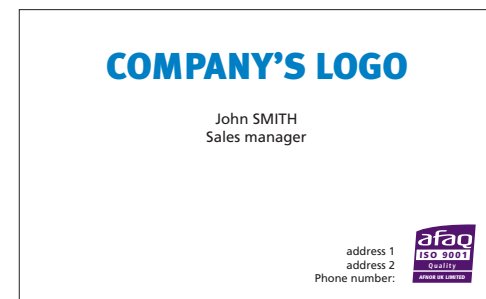 COMPANY'S LOGO
John SMITH
Sales manager
address 1
address 2
Phone number:
afaq
ISO 9001
Quality
AFNOR UK LIMITED